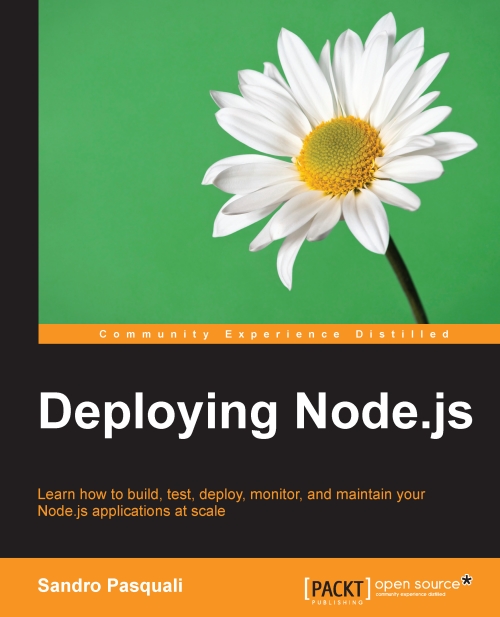 Community Experience Distilled
Deploying Node.js
Learn how to build, test, deploy, monitor, and maintain your
Node.js applications at scale
Sandro Pasquali
[PACKT] open source*
PUBLISHING community experience distilled